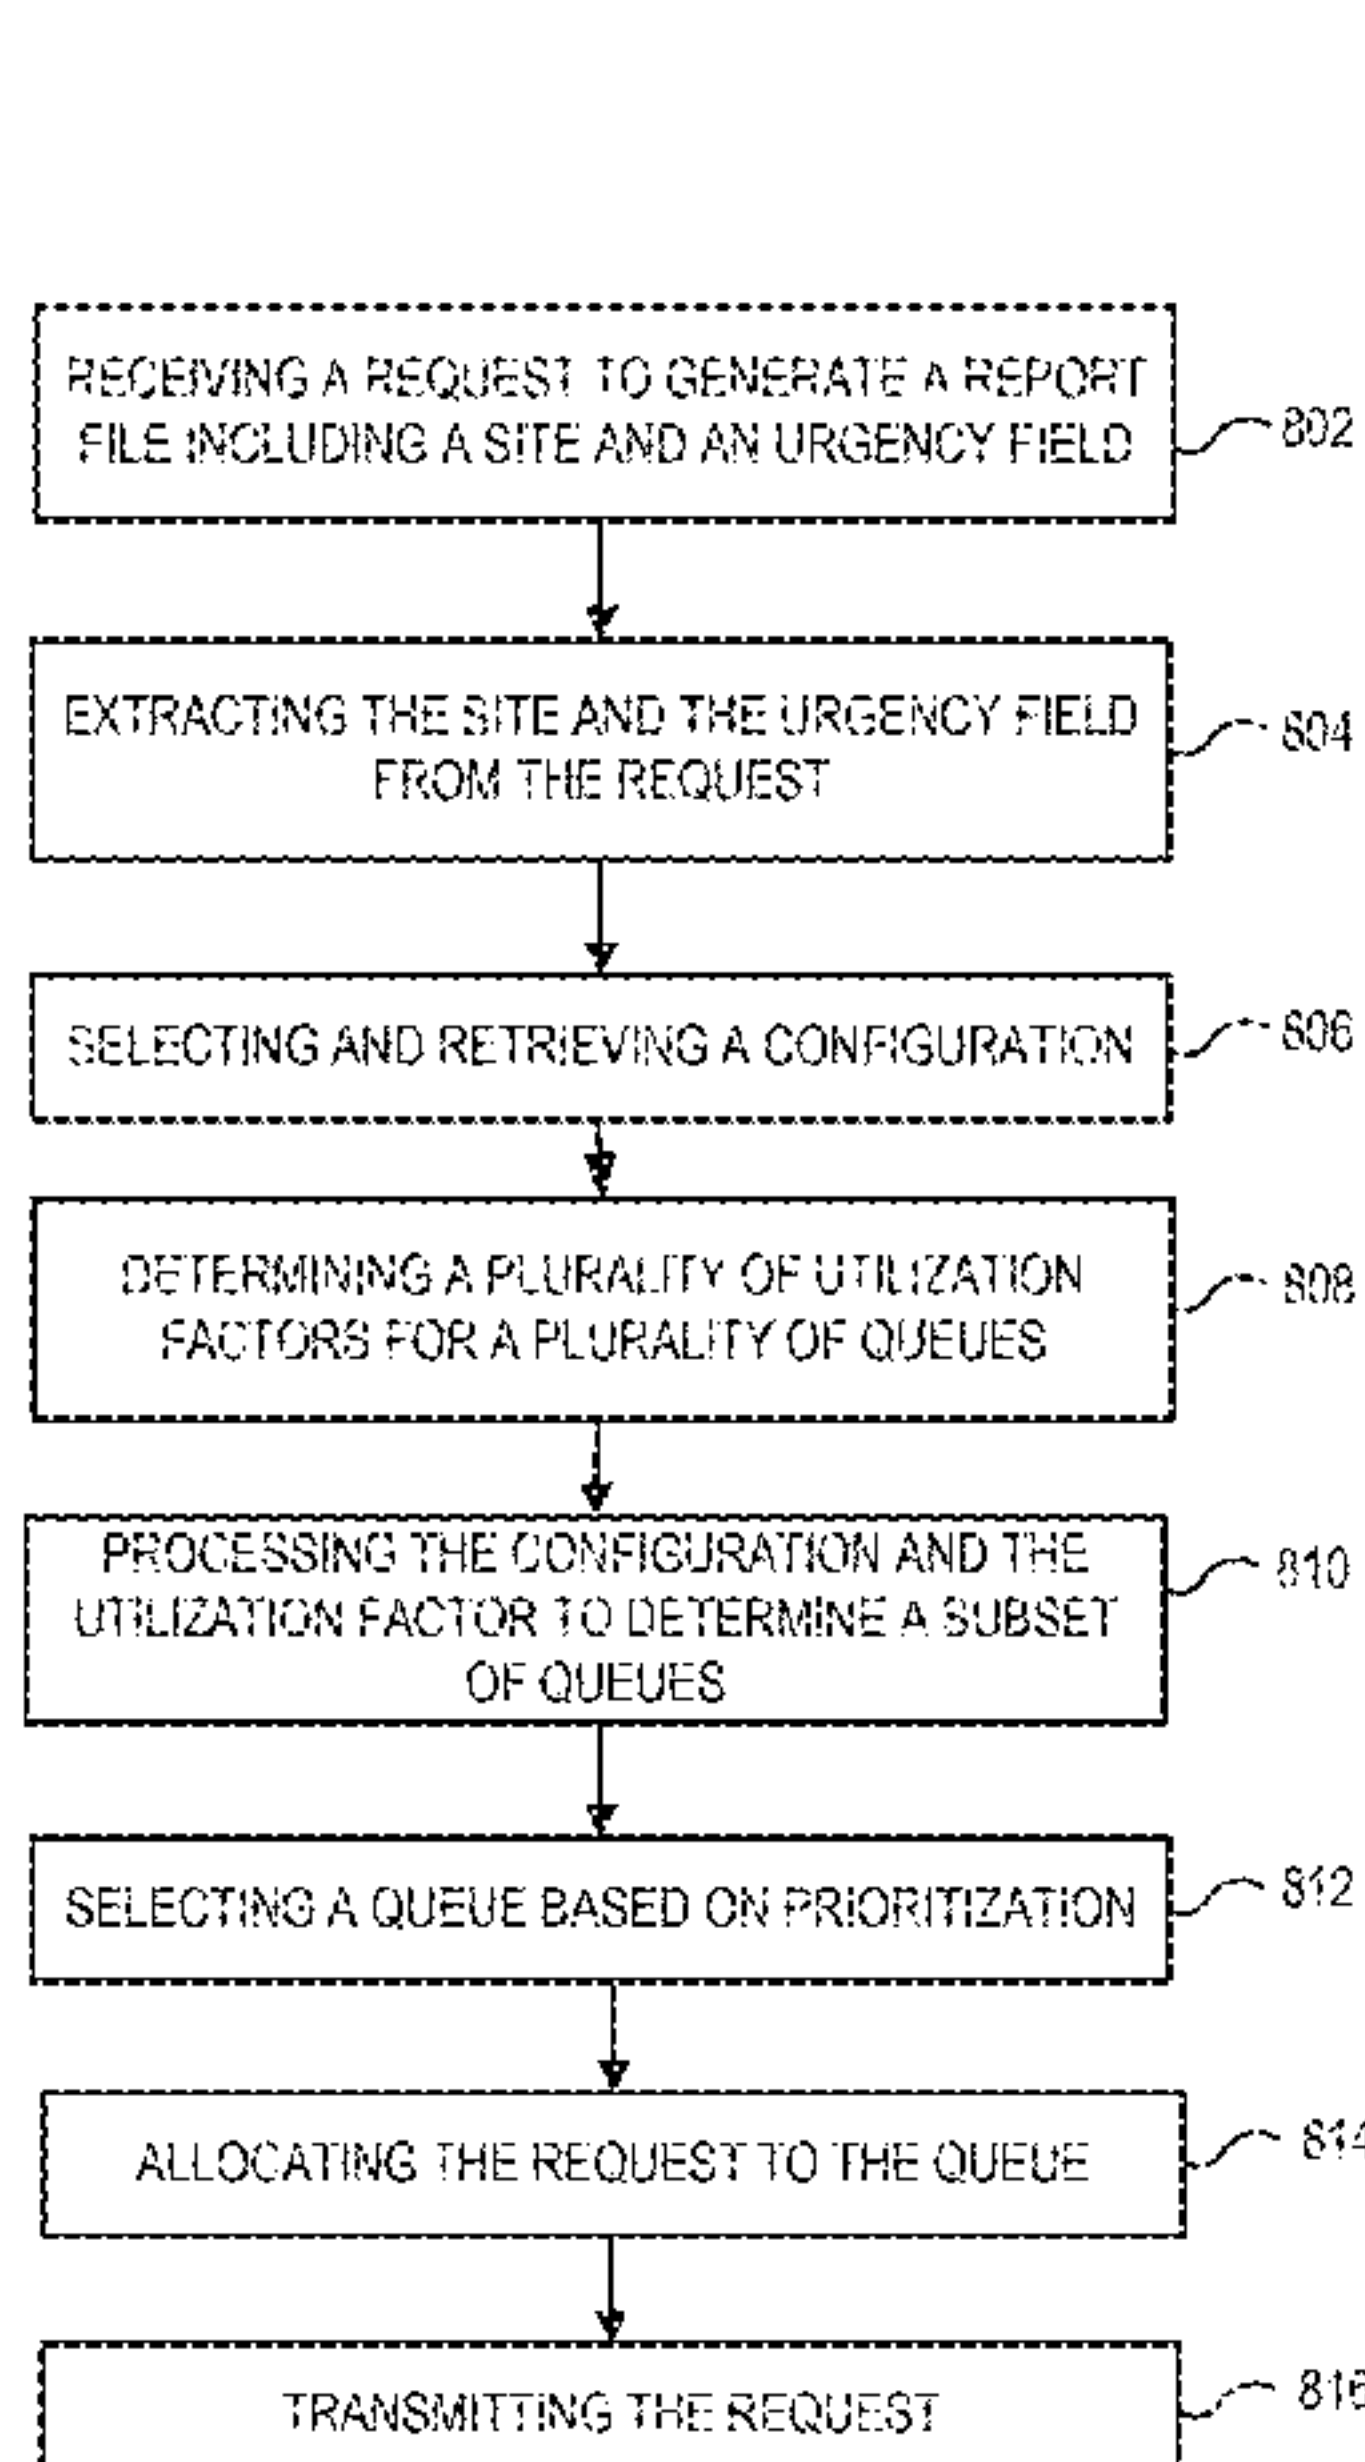 RECEIVING A REQUEST TO GENERATE A REPORT
FILE INCLUDING A SITE AND AN URGENCY FIELD
802
EXTRACTING THE SITE AND THE URGENCY FIELD
FROM THE REQUEST
804
SELECTING AND RETRIEVING A CONFIGURATION
806
DETERMINING A PLURALITY OF UTILIZATION
FACTORS FOR A PLURALITY OF QUEUES
808
PROCESSING THE CONFIGURATION AND THE
UTILIZATION FACTOR TO DETERMINE A SUBSET
OF QUEUES
810
SELECTING A QUEUE BASED ON PRIORITIZATION
812
ALLOCATING THE REQUEST TO THE QUEUE
814
TRANSMITTING THE REQUEST
816